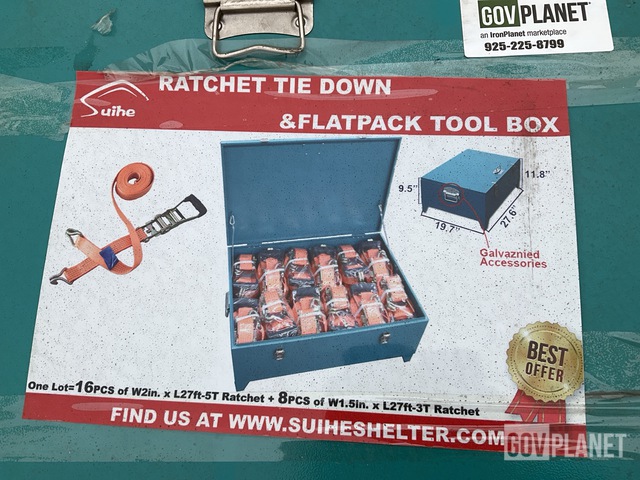 GOVPLANET
an IronPlanet marketplace
925-225-8799
Suihe
RATCHET TIE DOWN
&FLATPACK TOOL BOX
9.5"
11.8"
19.7"
27.6"
Galvaznied
Accessories
BEST
OFFER
One Lot=16PCS of W2in. x L27ft-5T Ratchet + 8PCS of W1.5in. x L27ft-3T Ratchet
FIND US AT WWW.SUIHESHELTER.COM
GOVPLANET